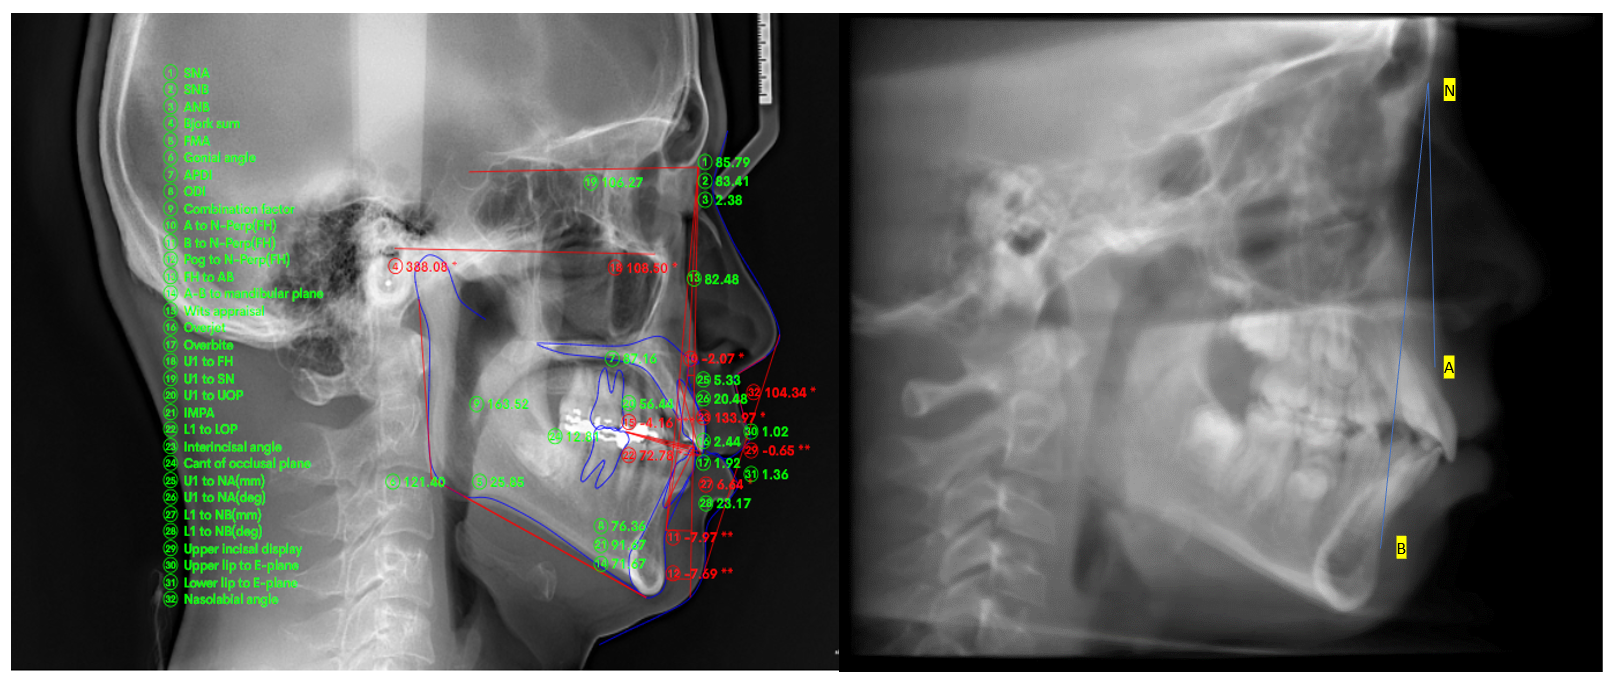 ① SNA
② SNB
③ ANB
④ Bjork sum
⑤ FMA
⑥ Gonial angle
⑦ APDI
⑧ ODI
⑨ Combination factor
⑩ A to N-Perp(FH)
⑪ B to N-Perp(FH)
⑫ Pog to N-Perp(FH)
⑬ FH to AB
⑭ A-B to mandibular plane
⑮ Wits appraisal
⑯ Overjet
⑰ Overbite
⑱ U1 to FH
⑲ U1 to SN
⑳ U1 to UOP
㉑ IMPA
㉒ L1 to LOP
㉓ Interincisal angle
㉔ Cant of occlusal plane
㉕ U1 to NA(mm)
㉖ U1 to NA(deg)
㉗ L1 to NB(mm)
㉘ L1 to NB(deg)
㉙ Upper incisal display
㉚ Upper lip to E-plane
㉛ Lower lip to E-plane
㉜ Nasolabial angle
① 85.79
② 83.41
③ 2.38
⑲ 106.27
④ 388.08 *
⑱ 108.50 *
⑬ 82.48
⑦ 87.16
-2.07 *
㉕ 5.33
㉜ 104.34 *
㉖ 20.48
⑨ 163.52
⑳ 56.44
㉓ 133.97 *
⑮ -4.16
㉚ 1.02
㉔ 12.81
⑯ 2.44
㉙ -0.65 **
㉒ 72.78
⑰ 1.92
㉛ 1.36
121.40
㉗ 6.64
㉘ 23.17
⑧ 76.36
⑪ -7.97 **
㉑ 91.67
⑭ 71.67
⑫ -7.69 **
N
A
B